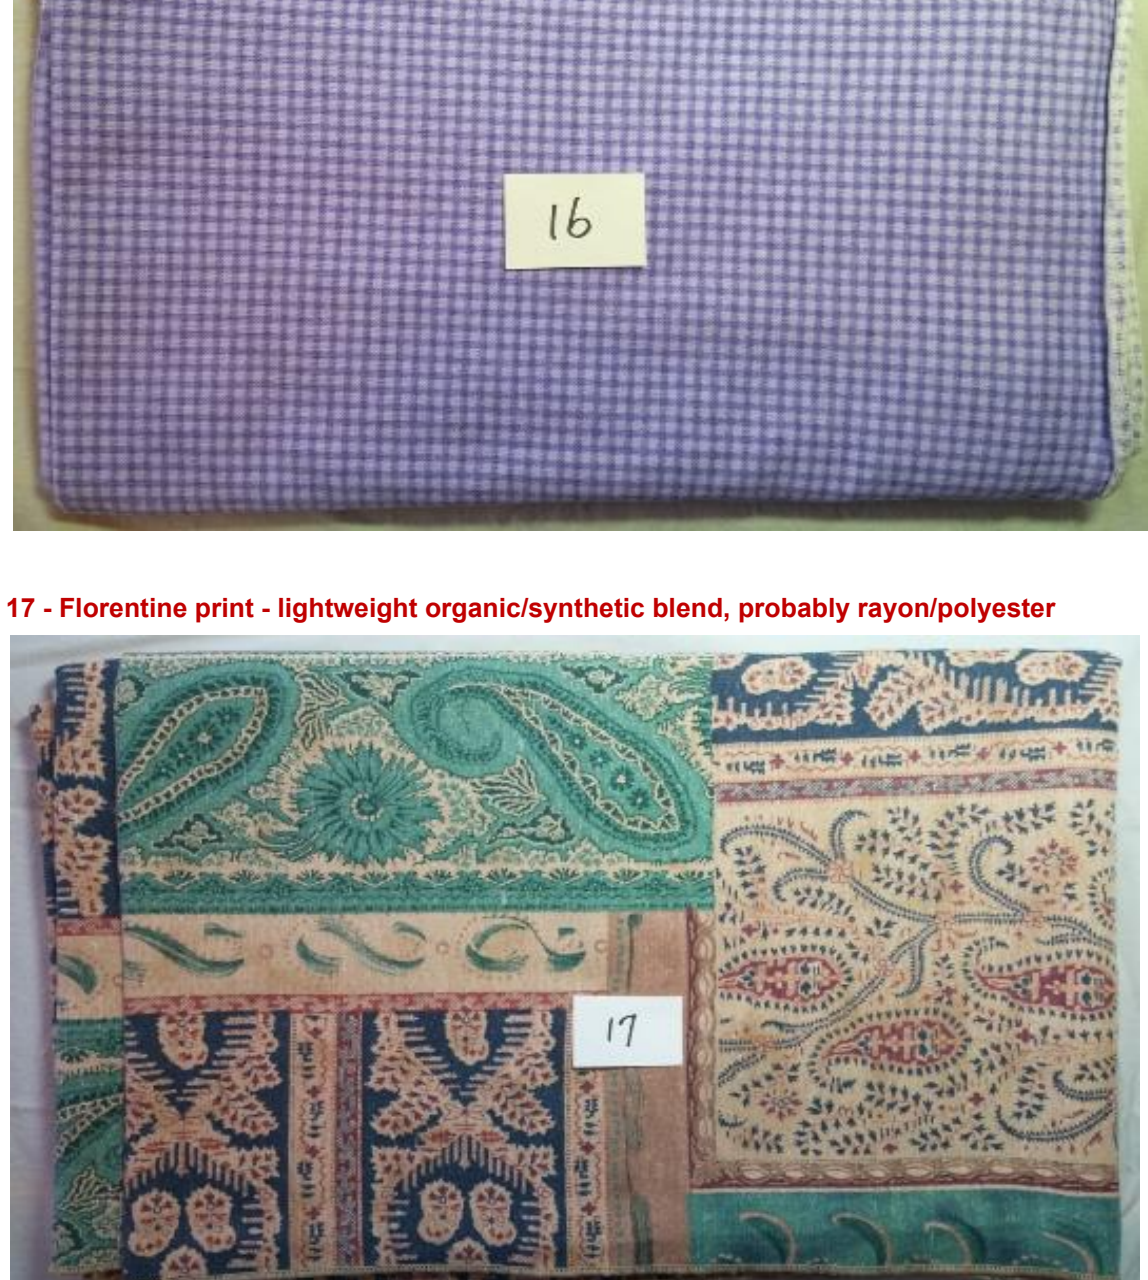 16
17 - Florentine print - lightweight organic/synthetic blend, probably rayon/polyester
17